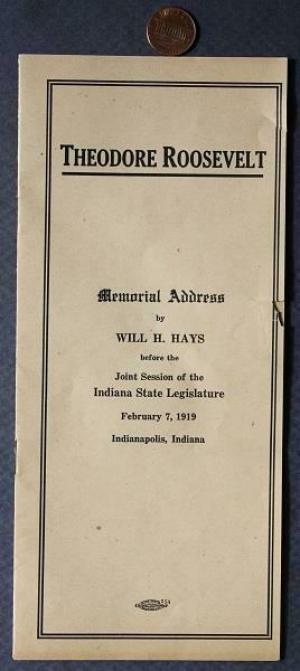 THEODORE ROOSEVELT
Memorial Address
by
WILL H. HAYS
before the
Joint Session of the
Indiana State Legislature
February 7, 1919
Indianapolis, Indiana